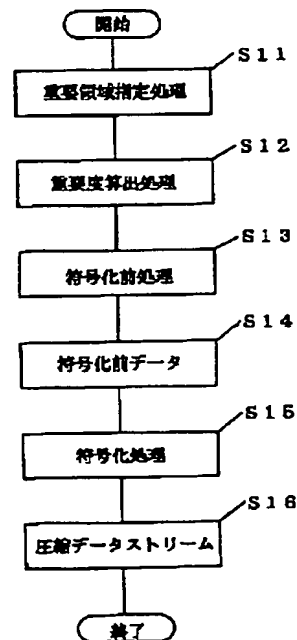 開始
S11
重要領域指定処理
S12
重要度算出処理
S13
符号化前処理
S14
符号化前データ
S15
符号化処理
S16
圧縮データストリーム
終了